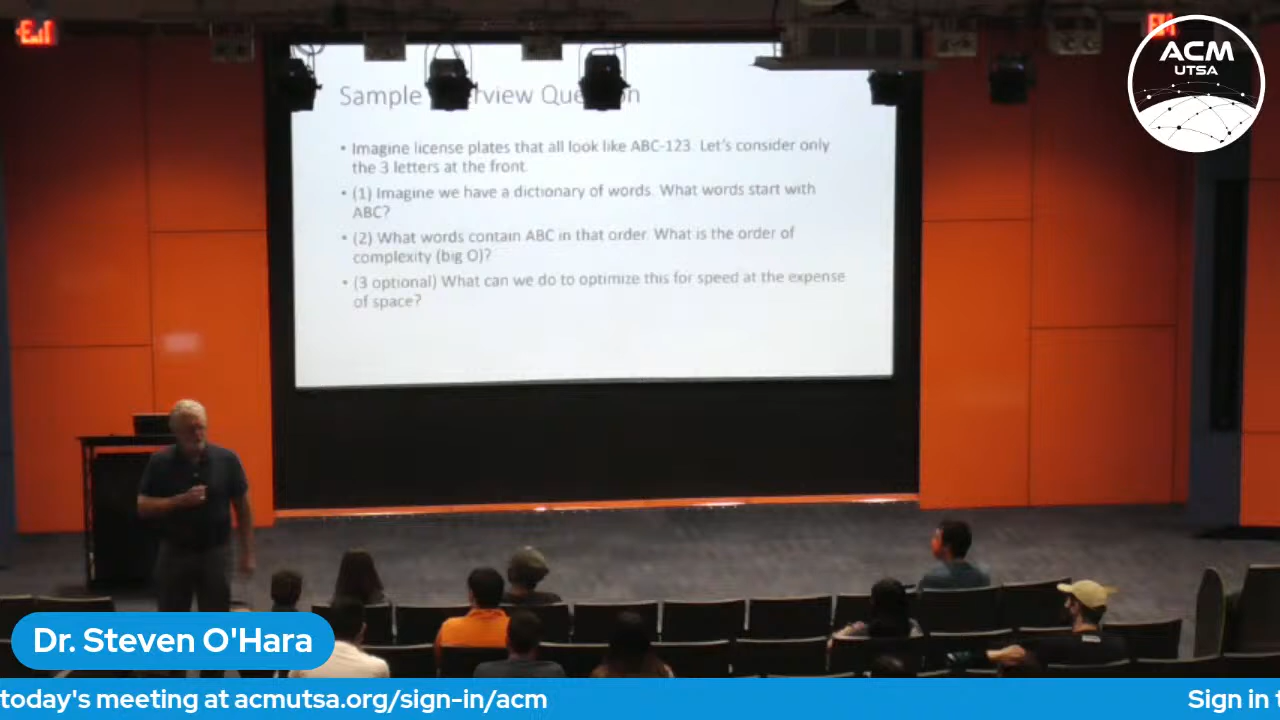 EXIT
ACM
UTSA
Sample Interview Question
• Imagine license plates that all look like ABC-123. Let's consider only
the 3 letters at the front.
• (1) Imagine we have a dictionary of words. What words start with
ABC?
• (2) What words contain ABC in that order. What is the order of
complexity (big O)?
• (3 optional) What can we do to optimize this for speed at the expense
of space?
Dr. Steven O'Hara
today's meeting at acmutsa.org/sign-in/acm
Sign in t